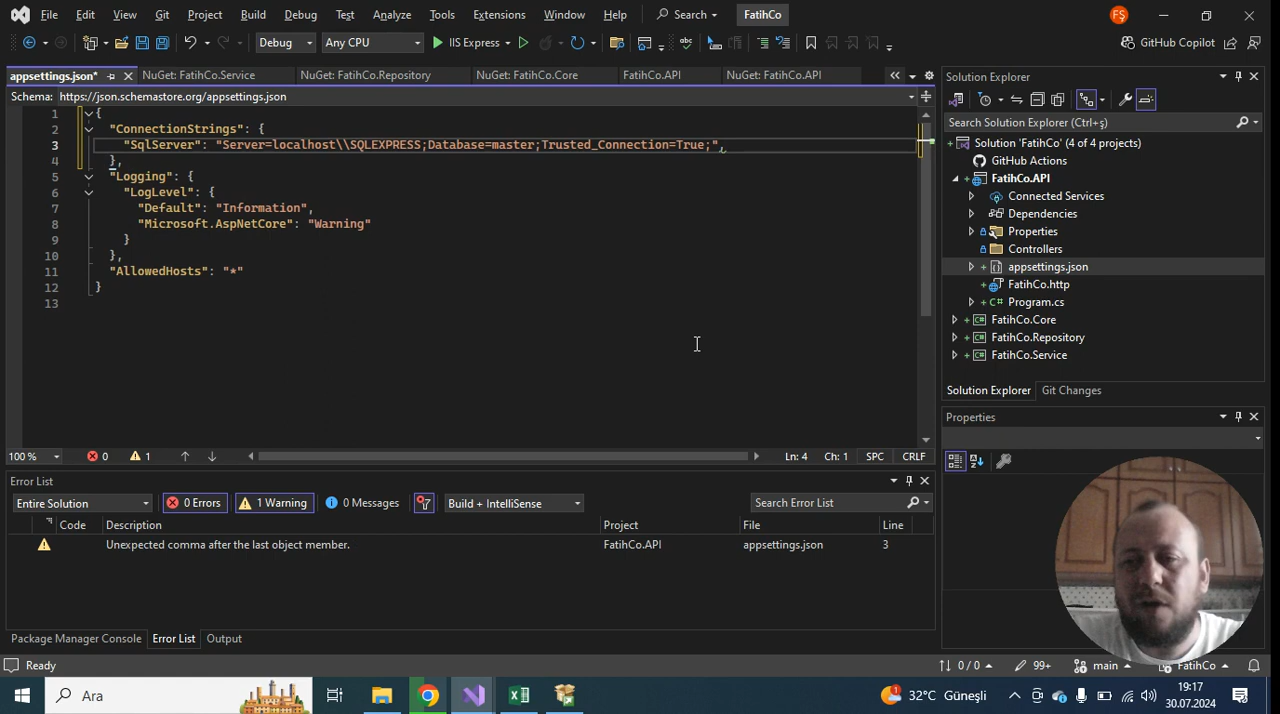 File Edit View Git Project Build Debug Test Analyze Tools Extensions Window Help Search FatihCo FŞ
Debug Any CPU IIS Express GitHub Copilot
appsettings.json* NuGet: FatihCo.Service NuGet: FatihCo.Repository NuGet: FatihCo.Core FatihCo.API NuGet: FatihCo.API
Schema: https://json.schemastore.org/appsettings.json
1 {
2 "ConnectionStrings": {
3 "SqlServer": "Server=localhost\\SQLEXPRESS;Database=master;Trusted_Connection=True;",
4 },
5 "Logging": {
6 "LogLevel": {
7 "Default": "Information",
8 "Microsoft.AspNetCore": "Warning"
9 }
10 },
11 "AllowedHosts": "*"
12 }
13
100 % 0 1 Ln: 4 Ch: 1 SPC CRLF
Solution Explorer
Search Solution Explorer (Ctrl+ş)
Solution 'FatihCo' (4 of 4 projects)
GitHub Actions
FatihCo.API
Connected Services
Dependencies
Properties
Controllers
appsettings.json
FatihCo.http
Program.cs
FatihCo.Core
FatihCo.Repository
FatihCo.Service
Solution Explorer Git Changes
Properties
Error List
Entire Solution 0 Errors 1 Warning 0 Messages Build + IntelliSense Search Error List
Code Description Project File Line
Unexpected comma after the last object member. FatihCo.API appsettings.json 3
Package Manager Console Error List Output
Ready 0 / 0 99+ main FatihCo
Ara 1 32°C Güneşli 19:17
30.07.2024